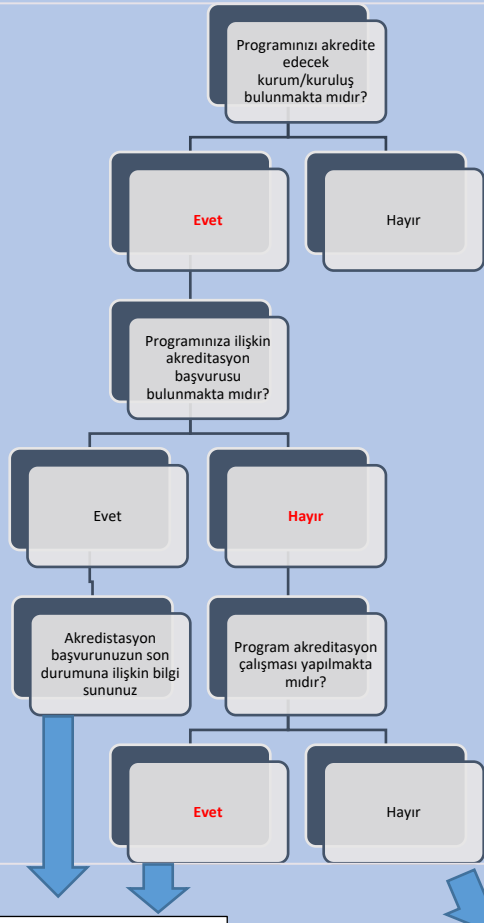 Programınızı akredite
edecek
kurum/kuruluş
bulunmakta mıdır?
Evet
Hayır
Programınıza ilişkin
akreditasyon
başvurusu
bulunmakta mıdır?
Evet
Hayır
Akredistasyon
başvurunuzun son
durumuna ilişkin bilgi
sununuz
Program akreditasyon
çalışması yapılmakta
mıdır?
Evet
Hayır